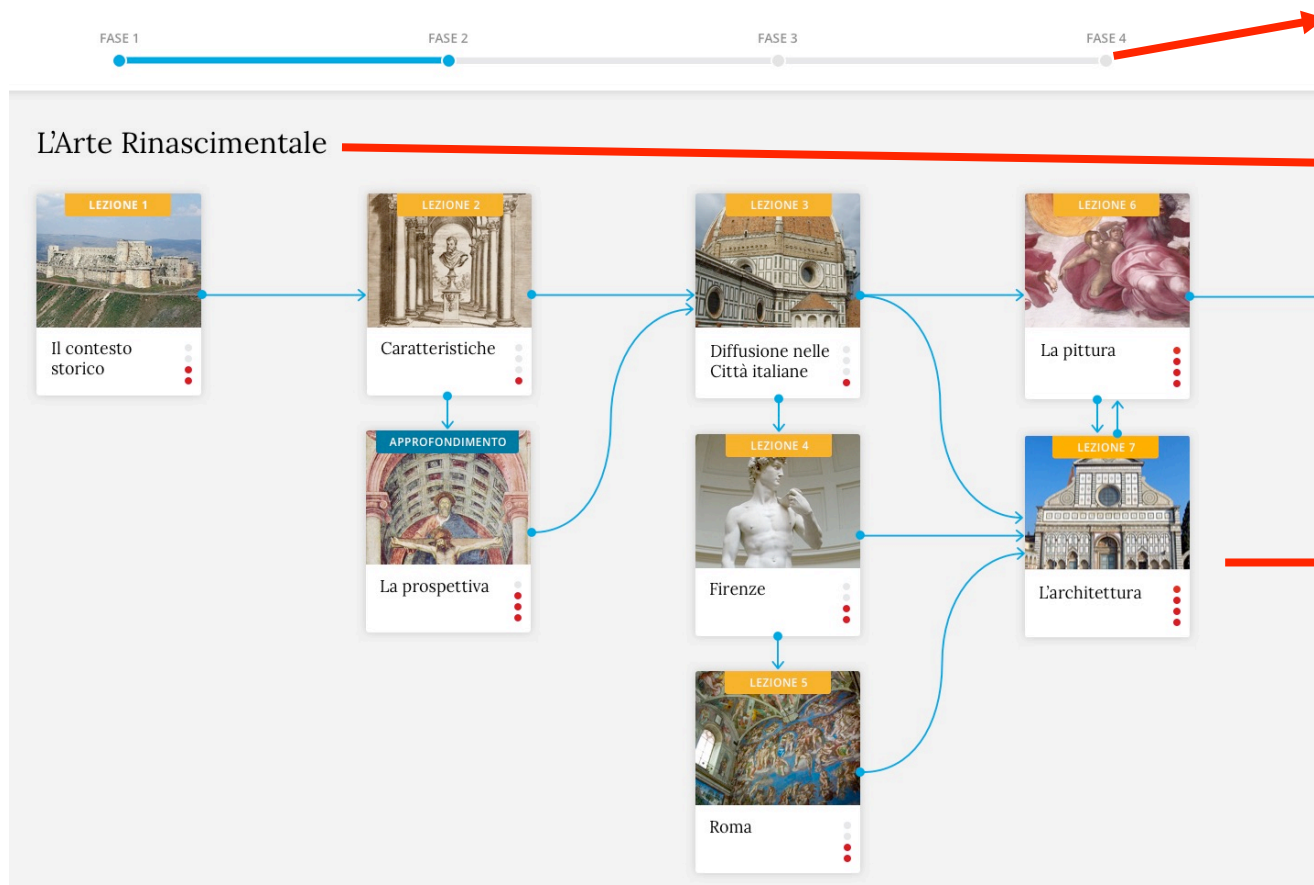 FASE 1
FASE 2
FASE 3
FASE 4
L’Arte Rinascimentale
LEZIONE 1
Il contesto
storico
LEZIONE 2
Caratteristiche
APPROFONDIMENTO
La prospettiva
LEZIONE 3
Diffusione nelle
Città italiane
LEZIONE 4
Firenze
LEZIONE 5
Roma
LEZIONE 6
La pittura
LEZIONE 7
L’architettura